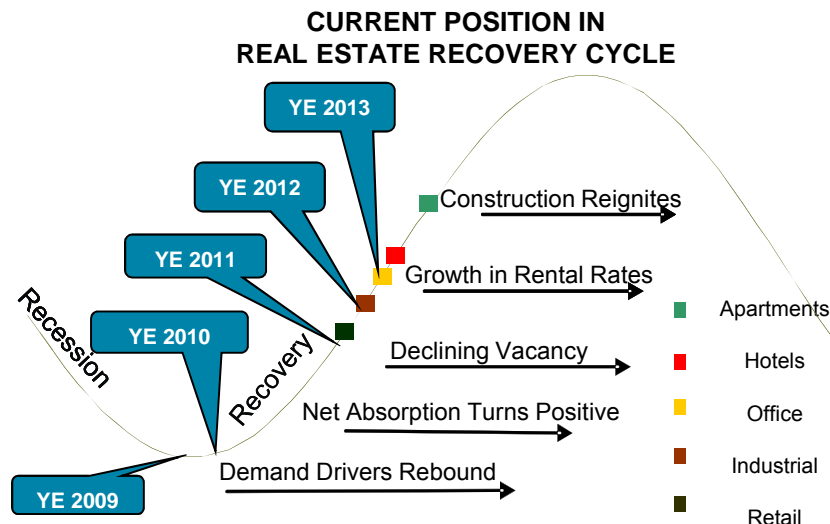 CURRENT POSITION IN
REAL ESTATE RECOVERY CYCLE
YE 2013
YE 2012
YE 2011
YE 2010
YE 2009
Recession
Recovery
Construction Reignites
Growth in Rental Rates
Declining Vacancy
Net Absorption Turns Positive
Demand Drivers Rebound
Apartments
Hotels
Office
Industrial
Retail